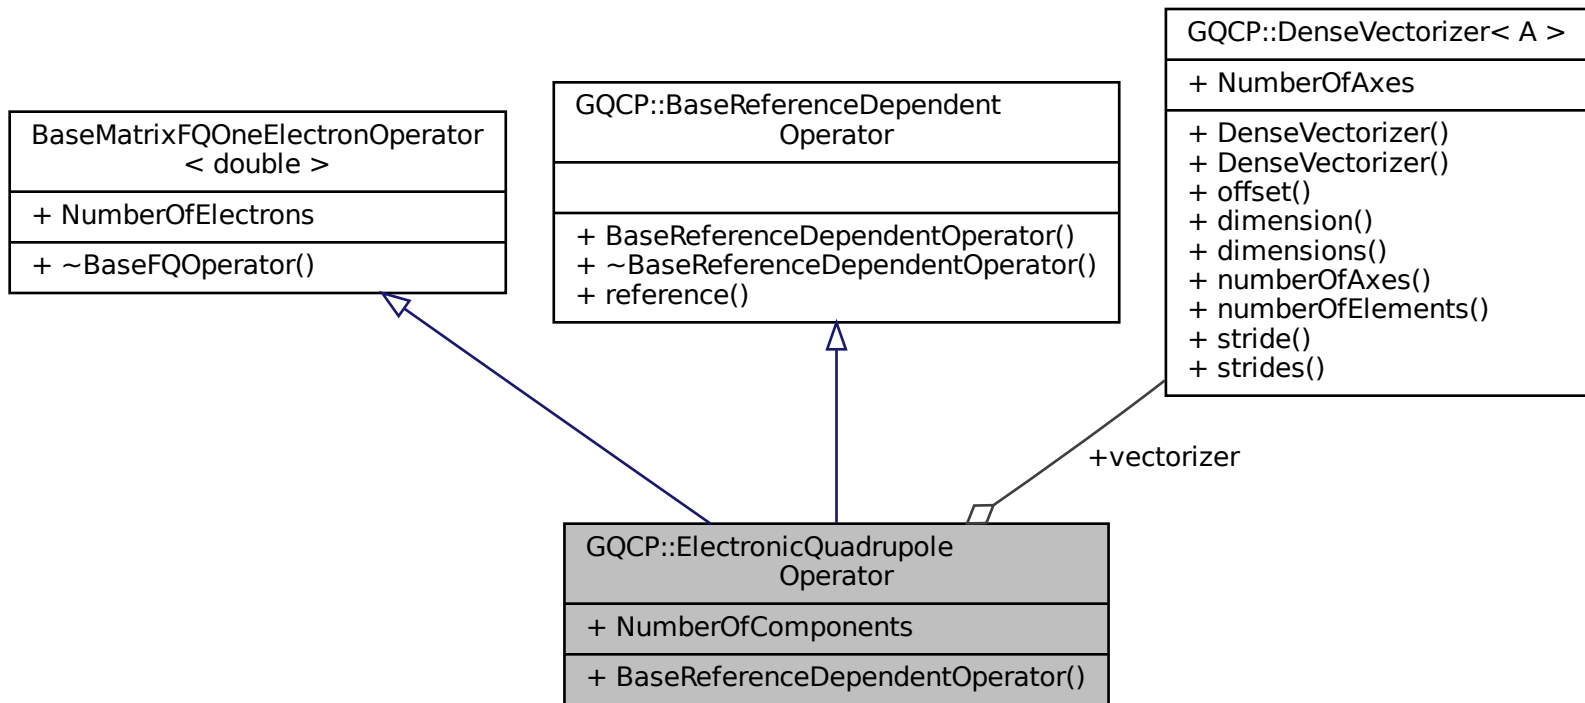 BaseMatrixFQOneElectronOperator
< double >
+ NumberOfElectrons
+ ~BaseFQOperator()
GQCP::BaseReferenceDependent
Operator
+ BaseReferenceDependentOperator()
+ ~BaseReferenceDependentOperator()
+ reference()
GQCP::DenseVectorizer< A >
+ NumberOfAxes
+ DenseVectorizer()
+ DenseVectorizer()
+ offset()
+ dimension()
+ dimensions()
+ numberOfAxes()
+ numberOfElements()
+ stride()
+ strides()
+vectorizer
GQCP::ElectronicQuadrupole
Operator
+ NumberOfComponents
+ BaseReferenceDependentOperator()